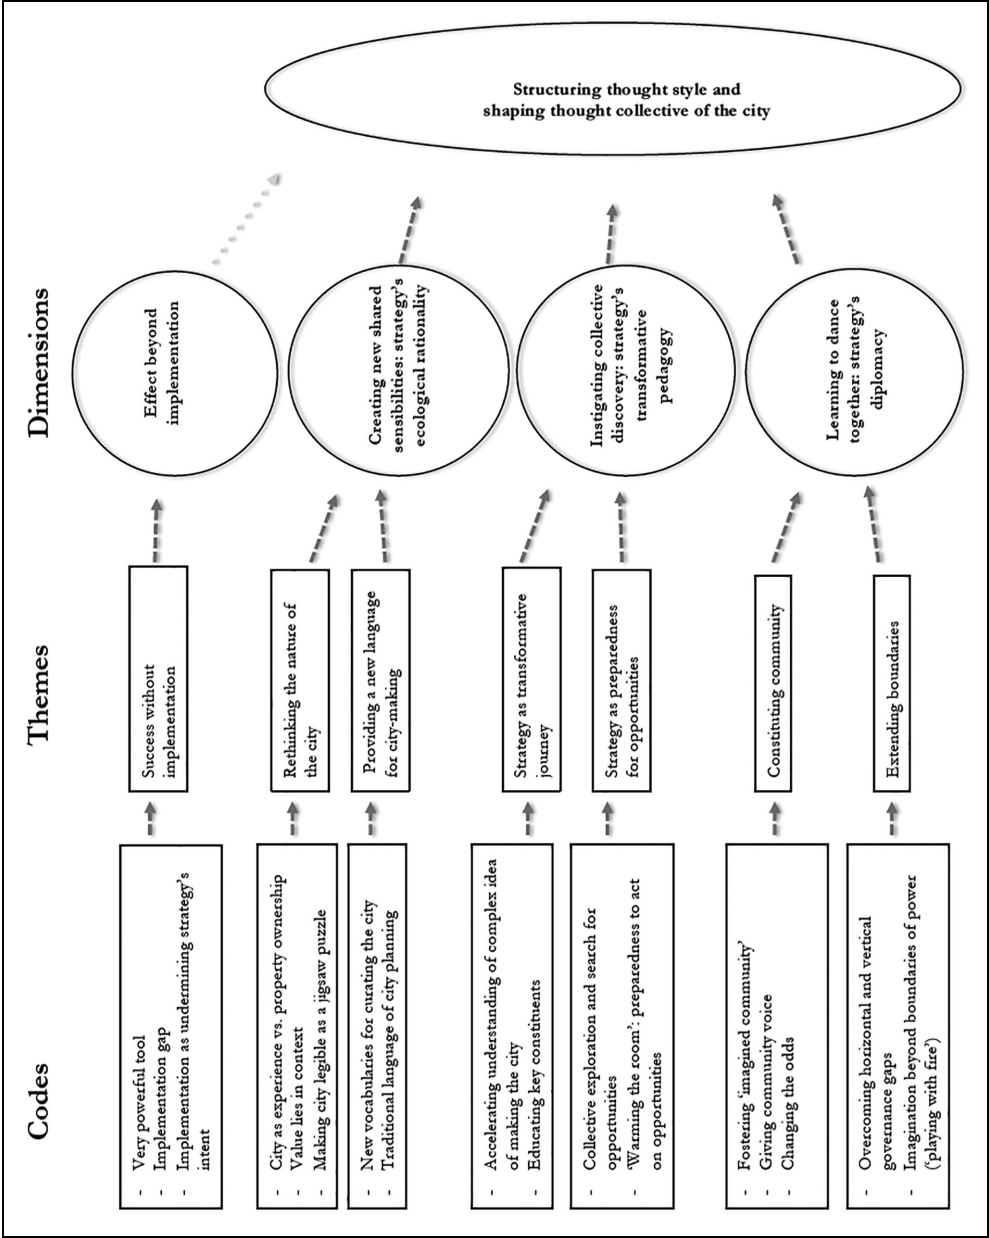 Codes
Themes
Dimensions
- Very powerful tool
- Implementation gap
- Implementation as undermining strategy's
intent
Success without
implementation
Effect beyond
implementation
- City as experience vs. property ownership
- Value lies in context
- Making city legible as a jigsaw puzzle
Rethinking the nature of
the city
- New vocabularies for curating the city
- Traditional language of city planning
Providing a new language
for city-making
Creating new shared
sensibilities: strategy's
ecological rationality
- Accelerating understanding of complex idea
of making the city
- Educating key constituents
Strategy as transformative
journey
- Collective exploration and search for
opportunities
- 'Warming the room': preparedness to act
on opportunities
Strategy as preparedness
for opportunities
Instigating collective
discovery: strategy's
transformative
pedagogy
- Fostering 'imagined community'
- Giving community voice
- Changing the odds
Constituting community
- Overcoming horizontal and vertical
governance gaps
- Imagination beyond boundaries of power
('playing with fire')
Extending boundaries
Learning to dance
together: strategy's
diplomacy
Structuring thought style and
shaping thought collective of the city